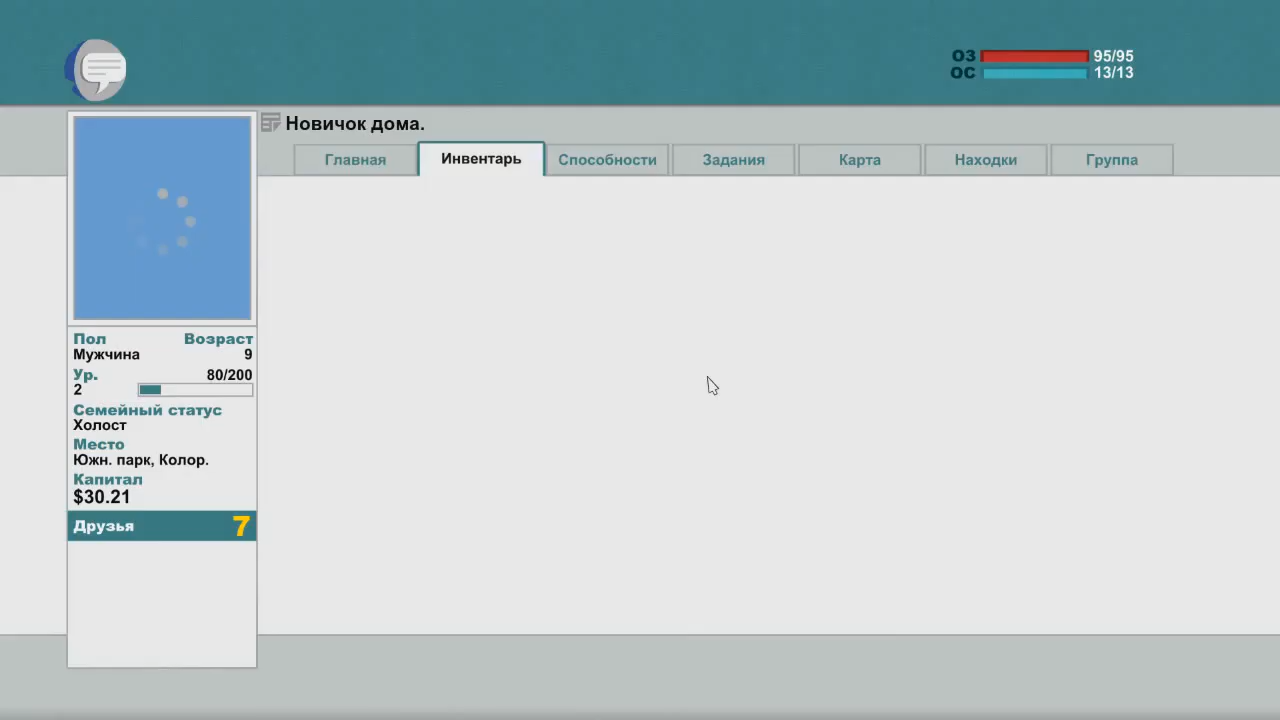 ОЗ 95/95
ОС 13/13
Новичок дома.
Главная Инвентарь Способности Задания Карта Находки Группа
Пол Возраст
Мужчина 9
Ур. 80/200
2
Семейный статус
Холост
Место
Южн. парк, Колор.
Капитал
$30.21
Друзья 7